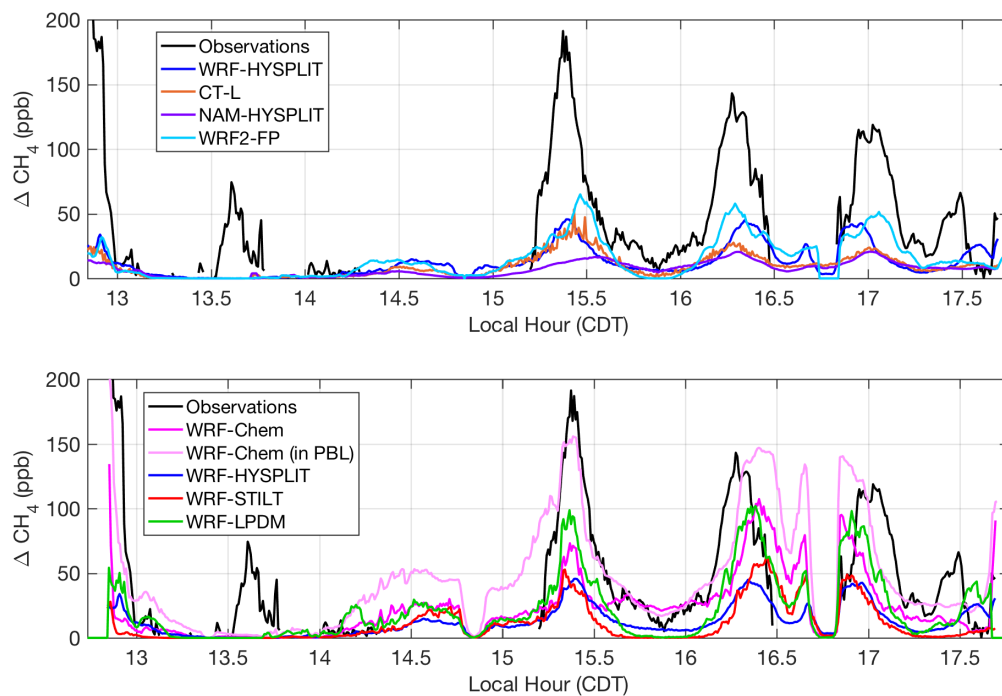 200
150
100
50
0
Δ CH₄ (ppb)
Observations
WRF-HYSPLIT
CT-L
NAM-HYSPLIT
WRF2-FP
13 13.5 14 14.5 15 15.5 16 16.5 17 17.5
Local Hour (CDT)
200
150
100
50
0
Δ CH₄ (ppb)
Observations
WRF-Chem
WRF-Chem (in PBL)
WRF-HYSPLIT
WRF-STILT
WRF-LPDM
13 13.5 14 14.5 15 15.5 16 16.5 17 17.5
Local Hour (CDT)